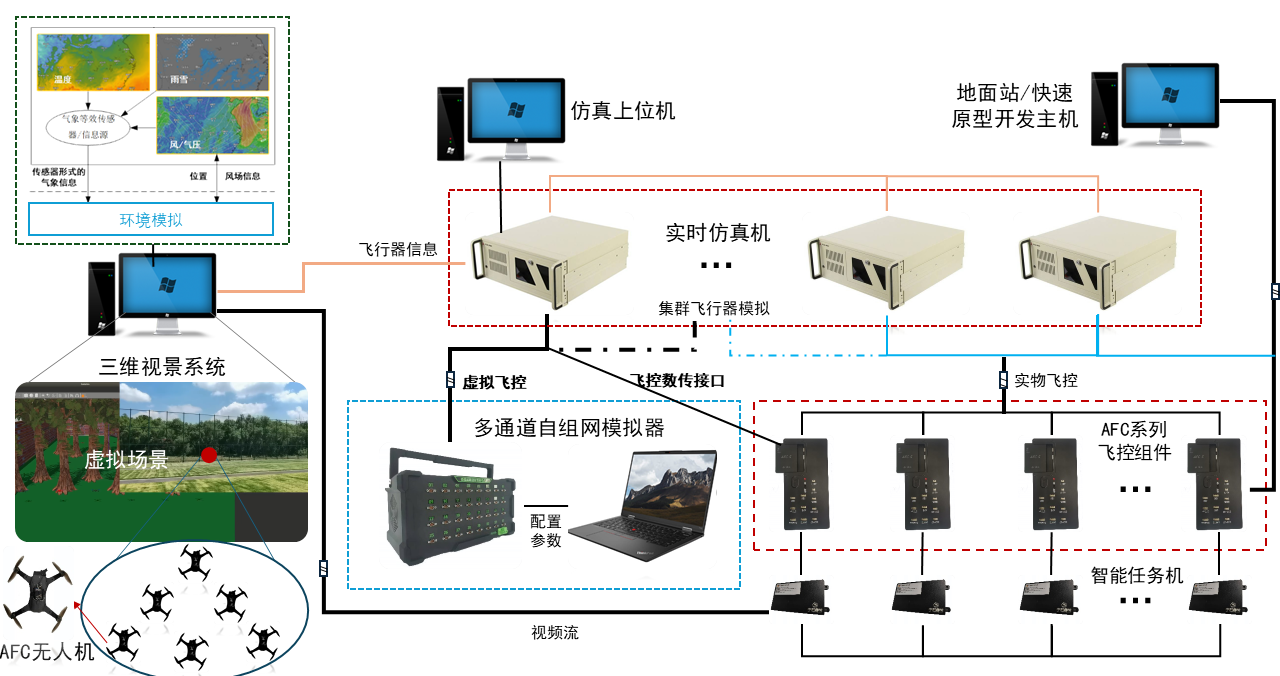 温度
雨雪
气象等效传感
器/信息源
风/气压
传感器形式的
气象信息
位置
风场信息
环境模拟
仿真上位机
地面站/快速
原型开发主机
飞行器信息
实时仿真机
...
集群飞行器模拟
三维视景系统
虚拟飞控
飞控数传接口
实物飞控
虚拟场景
多通道自组网模拟器
配置
参数
AFC系列
飞控组件
...
智能任务机
...
AFC无人机
视频流